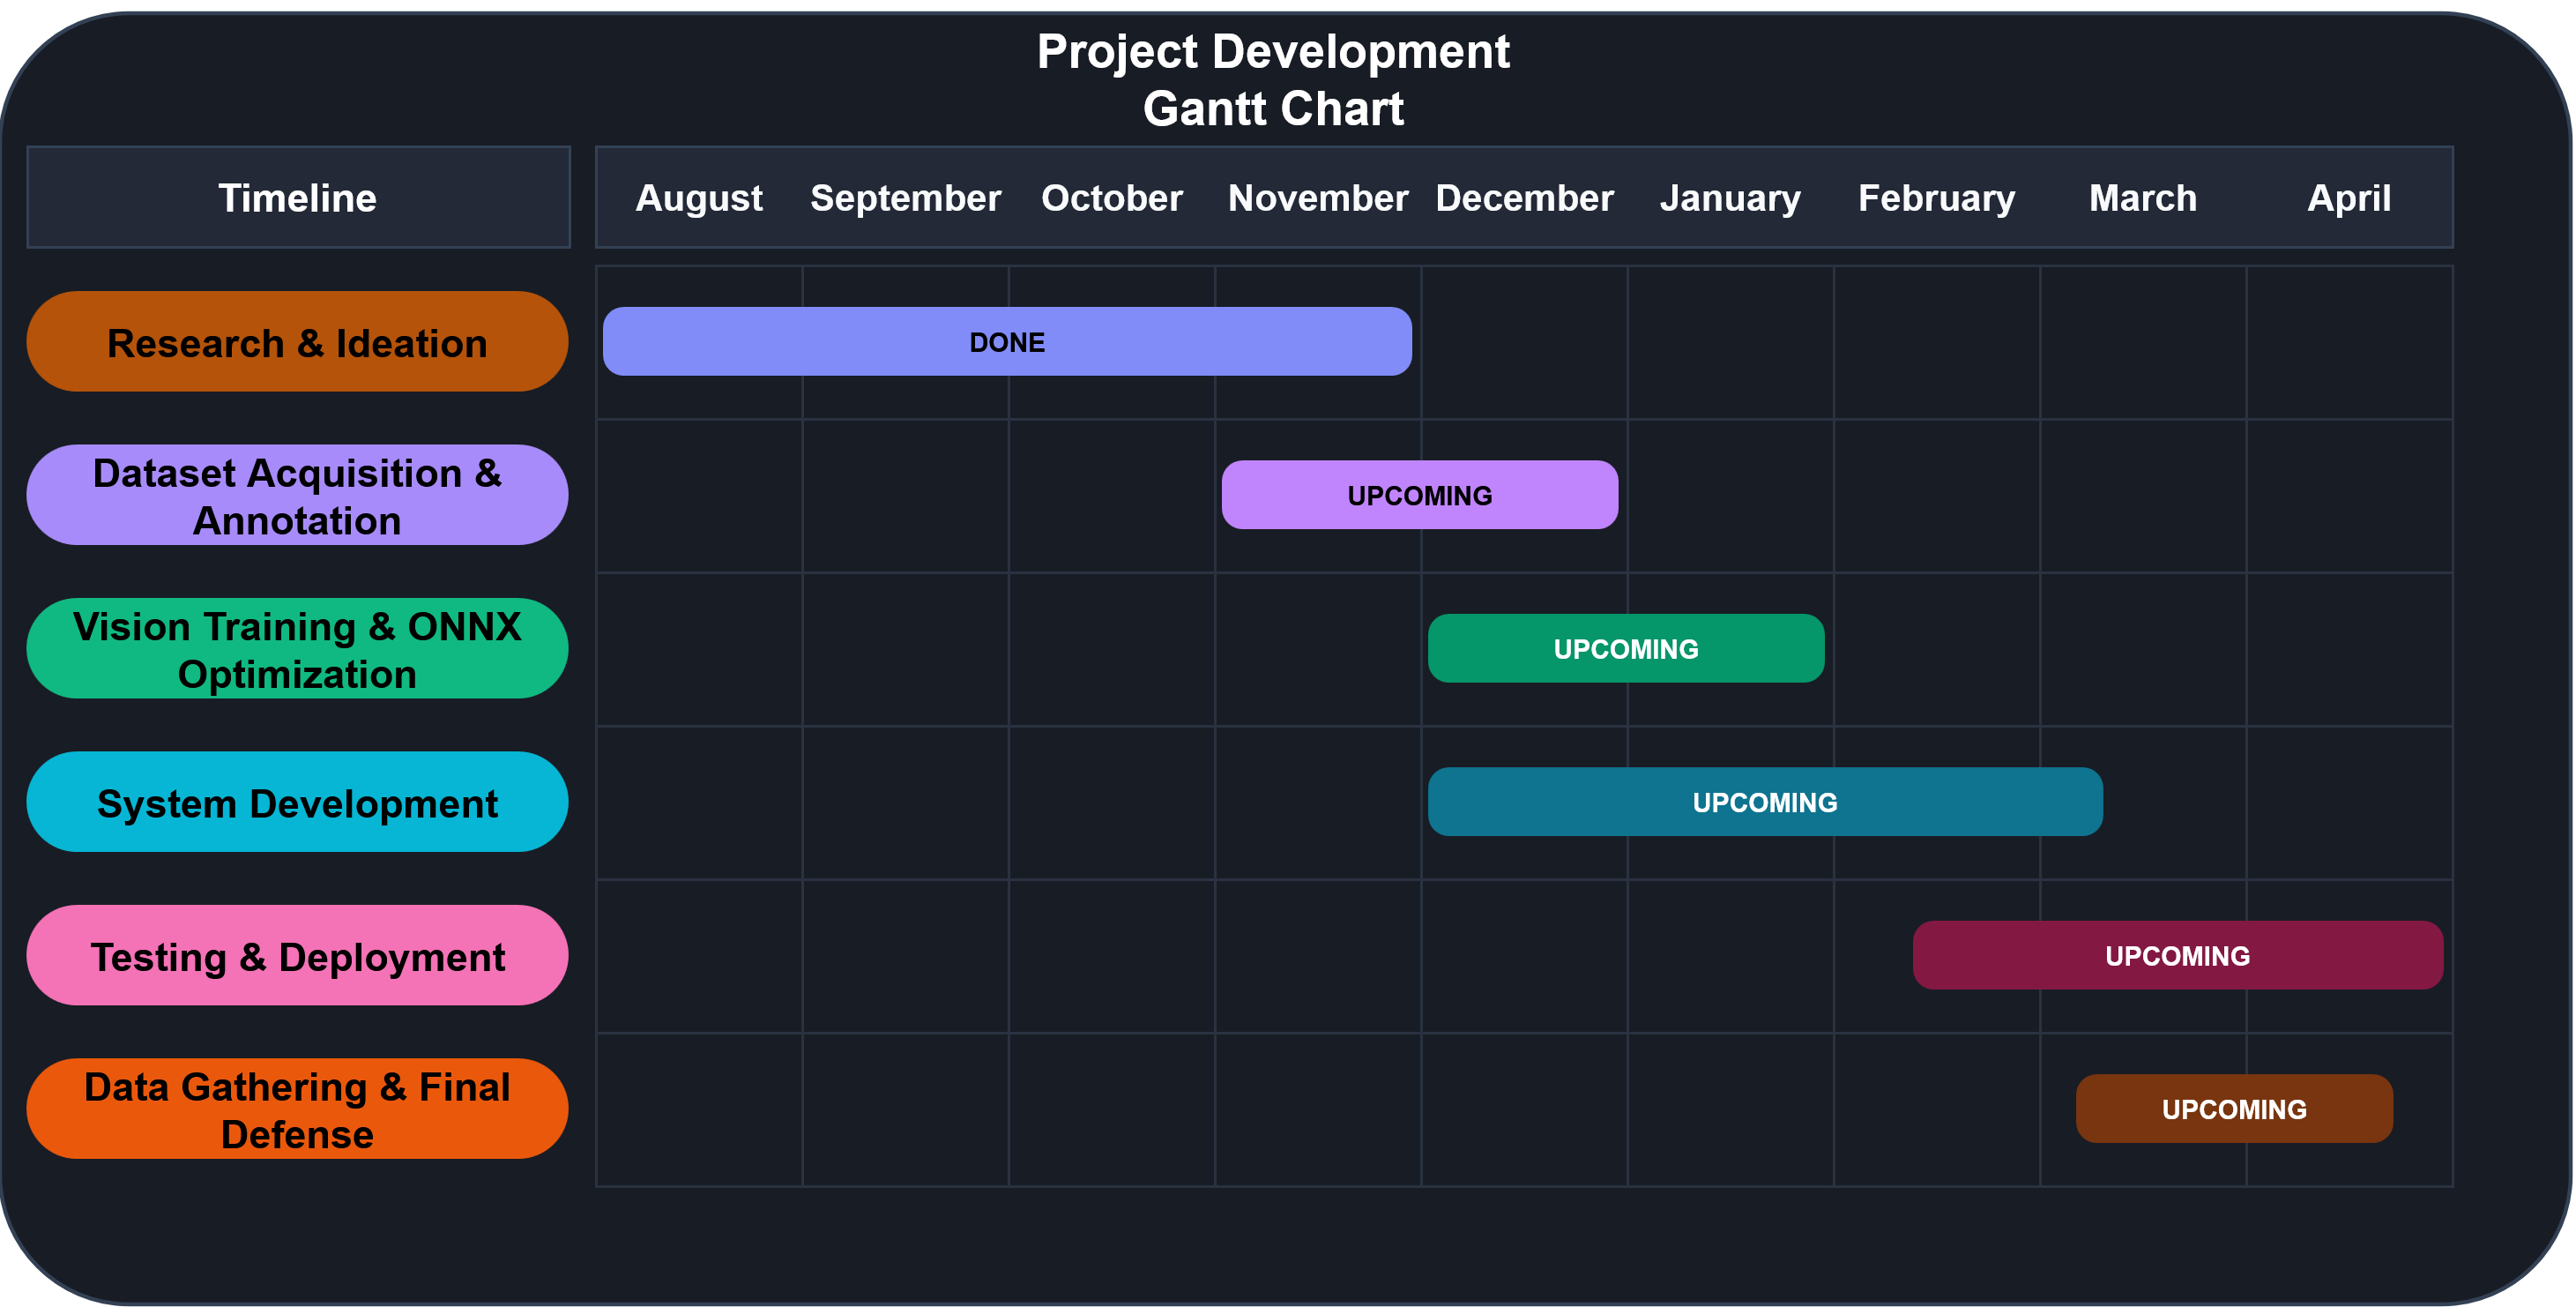 Project Development
Gantt Chart
Timeline
August September October November December January February March April
Research & Ideation
DONE
Dataset Acquisition &
Annotation
UPCOMING
Vision Training & ONNX
Optimization
UPCOMING
System Development
UPCOMING
Testing & Deployment
UPCOMING
Data Gathering & Final
Defense
UPCOMING